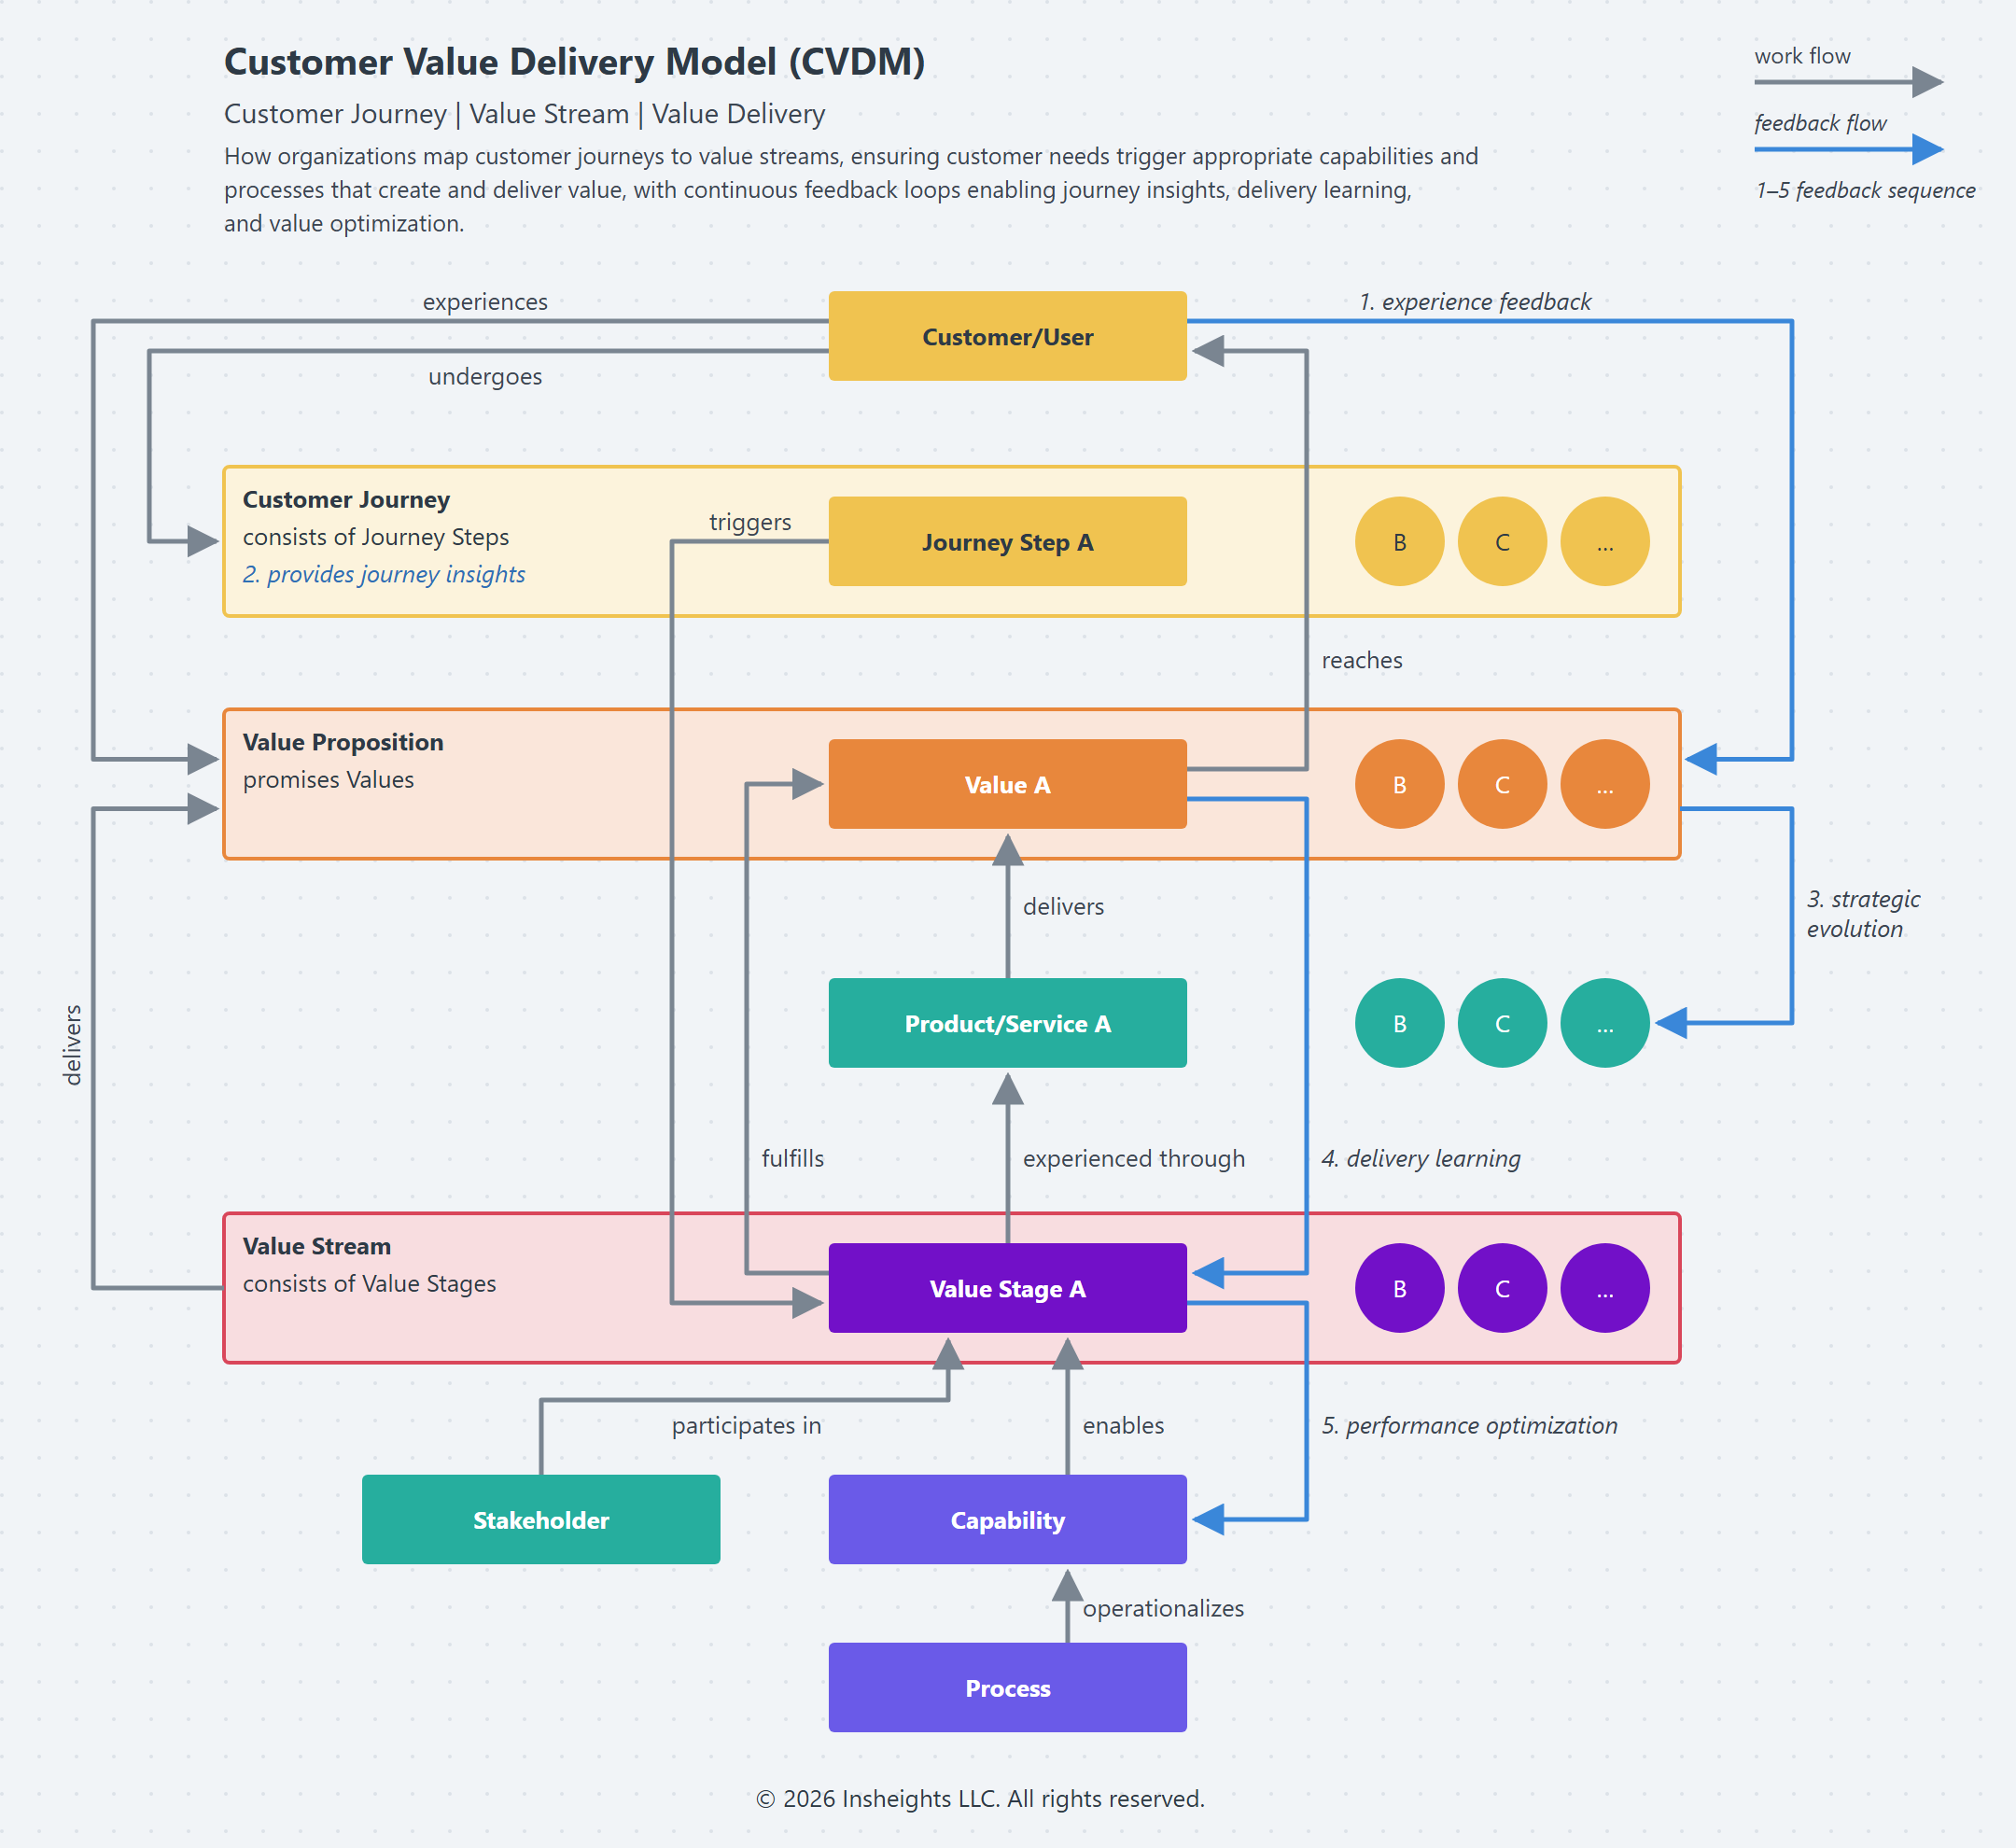 Customer Value Delivery Model (CVDM)
Customer Journey | Value Stream | Value Delivery
How organizations map customer journeys to value streams, ensuring customer needs trigger appropriate capabilities and
processes that create and deliver value, with continuous feedback loops enabling journey insights, delivery learning,
and value optimization.
work flow
feedback flow
1–5 feedback sequence
experiences
Customer/User
1. experience feedback
undergoes
Customer Journey
consists of Journey Steps
2. provides journey insights
triggers
Journey Step A
B
C
...
reaches
Value Proposition
promises Values
Value A
B
C
...
delivers
3. strategic
evolution
Product/Service A
B
C
...
delivers
fulfills
experienced through
4. delivery learning
Value Stream
consists of Value Stages
Value Stage A
B
C
...
participates in
enables
5. performance optimization
Stakeholder
Capability
operationalizes
Process
© 2026 Insheights LLC. All rights reserved.